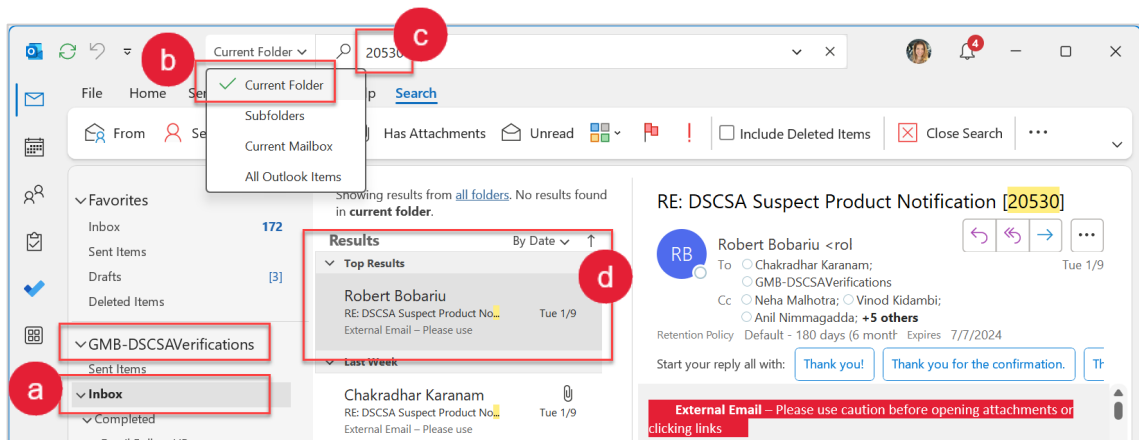 b
c
Current Folder
20530
4
Current Folder
Subfolders
Current Mailbox
All Outlook Items
File Home Search
From Has Attachments Unread Include Deleted Items Close Search
Favorites
Inbox 172
Sent Items
Drafts [3]
Deleted Items
GMB-DSCSAVerifications
Sent Items
a
Inbox
Completed
Showing results from all folders. No results found
in current folder.
Results By Date
d
Top Results
Robert Bobariu
RE: DSCSA Suspect Product No... Tue 1/9
External Email – Please use
Last Week
Chakradhar Karanam
RE: DSCSA Suspect Product No... Tue 1/9
External Email – Please use
RE: DSCSA Suspect Product Notification [20530]
RB
Robert Bobariu <rol
To Chakradhar Karanam; Tue 1/9
GMB-DSCSAVerifications
Cc Neha Malhotra; Vinod Kidambi;
Anil Nimmagadda; +5 others
Retention Policy Default - 180 days (6 month Expires 7/7/2024
Start your reply all with: Thank you! Thank you for the confirmation. Th
External Email – Please use caution before opening attachments or
clicking links